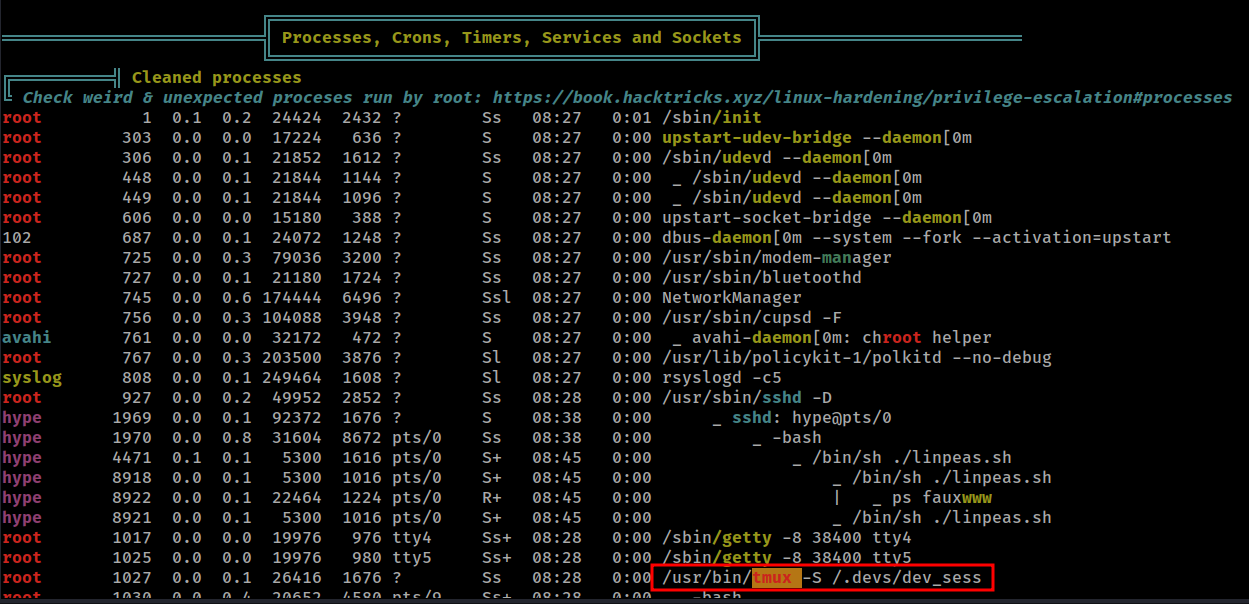 Processes, Crons, Timers, Services and Sockets
Cleaned processes
Check weird & unexpected proceses run by root: https://book.hacktricks.xyz/linux-hardening/privilege-escalation#processes
root 1 0.1 0.2 24424 2432 ? Ss 08:27 0:01 /sbin/init
root 303 0.0 0.0 17224 636 ? S 08:27 0:00 upstart-udev-bridge --daemon[0m
root 306 0.0 0.1 21852 1612 ? Ss 08:27 0:00 /sbin/udevd --daemon[0m
root 448 0.0 0.1 21844 1144 ? S 08:27 0:00 _ /sbin/udevd --daemon[0m
root 449 0.0 0.1 21844 1096 ? S 08:27 0:00 _ /sbin/udevd --daemon[0m
root 606 0.0 0.0 15180 388 ? S 08:27 0:00 upstart-socket-bridge --daemon[0m
102 687 0.0 0.1 24072 1248 ? Ss 08:27 0:00 dbus-daemon[0m --system --fork --activation=upstart
root 725 0.0 0.3 79036 3200 ? Ss 08:27 0:00 /usr/sbin/modem-manager
root 727 0.0 0.1 21180 1724 ? Ss 08:27 0:00 /usr/sbin/bluetoothd
root 745 0.0 0.6 174444 6496 ? Ssl 08:27 0:00 NetworkManager
root 756 0.0 0.3 104088 3948 ? Ss 08:27 0:00 /usr/sbin/cupsd -F
avahi 761 0.0 0.0 32172 472 ? S 08:27 0:00 _ avahi-daemon[0m: chroot helper
root 767 0.0 0.3 203500 3876 ? Sl 08:27 0:00 /usr/lib/policykit-1/polkitd --no-debug
syslog 808 0.0 0.1 249464 1608 ? Sl 08:27 0:00 rsyslogd -c5
root 927 0.0 0.2 49952 2852 ? Ss 08:28 0:00 /usr/sbin/sshd -D
hype 1969 0.0 0.1 92372 1676 ? S 08:38 0:00 _ sshd: hype@pts/0
hype 1970 0.0 0.8 31604 8672 pts/0 Ss 08:38 0:00 _ -bash
hype 4471 0.1 0.1 5300 1616 pts/0 S+ 08:45 0:00 _ /bin/sh ./linpeas.sh
hype 8918 0.0 0.1 5300 1016 pts/0 S+ 08:45 0:00 _ /bin/sh ./linpeas.sh
hype 8922 0.0 0.1 22464 1224 pts/0 R+ 08:45 0:00 | _ ps fauxwww
hype 8921 0.0 0.1 5300 1016 pts/0 S+ 08:45 0:00 _ /bin/sh ./linpeas.sh
root 1017 0.0 0.0 19976 976 tty4 Ss+ 08:28 0:00 /sbin/getty -8 38400 tty4
root 1025 0.0 0.0 19976 980 tty5 Ss+ 08:28 0:00 /sbin/getty -8 38400 tty5
root 1027 0.0 0.1 26416 1676 ? Ss 08:28 0:00 /usr/bin/tmux -S /.devs/dev_sess
root 1030 0.0 0.4 20652 4580 pts/9 Ss+ 08:28 0:00 -bash